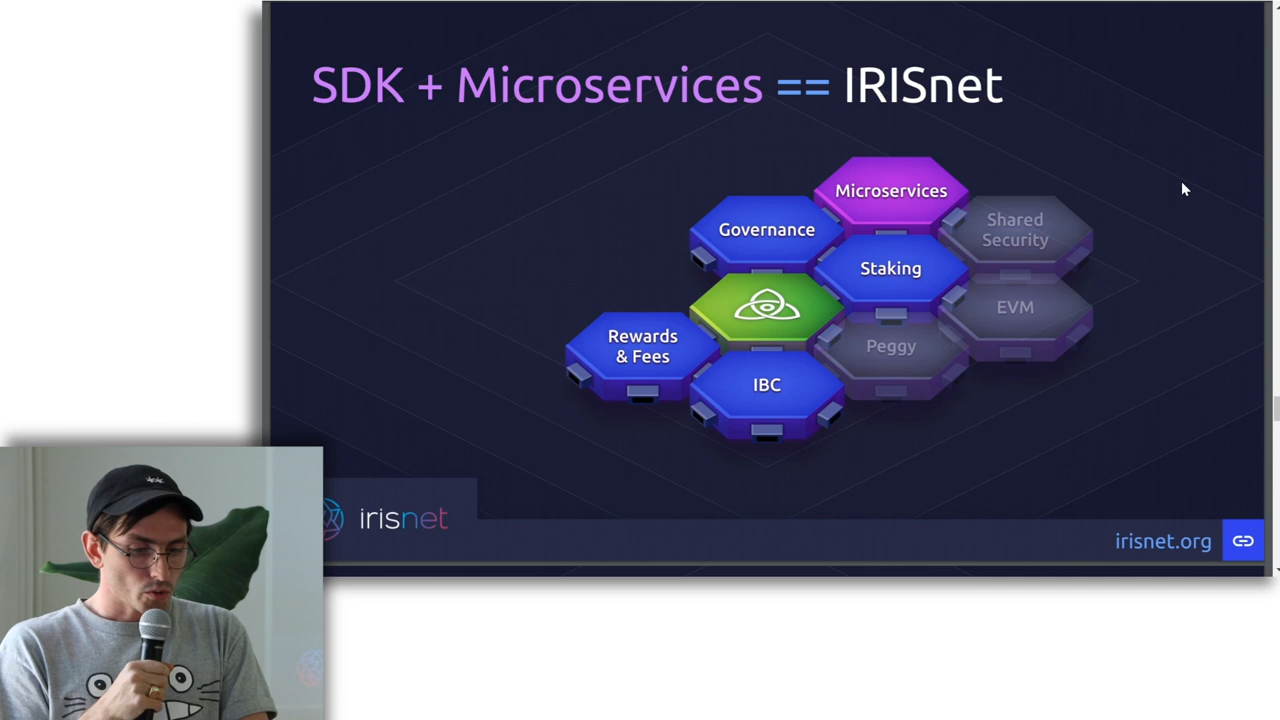 SDK + Microservices == IRISnet
Microservices
Governance
Shared
Security
Staking
EVM
Rewards
& Fees
Peggy
IBC
irisnet
irisnet.org